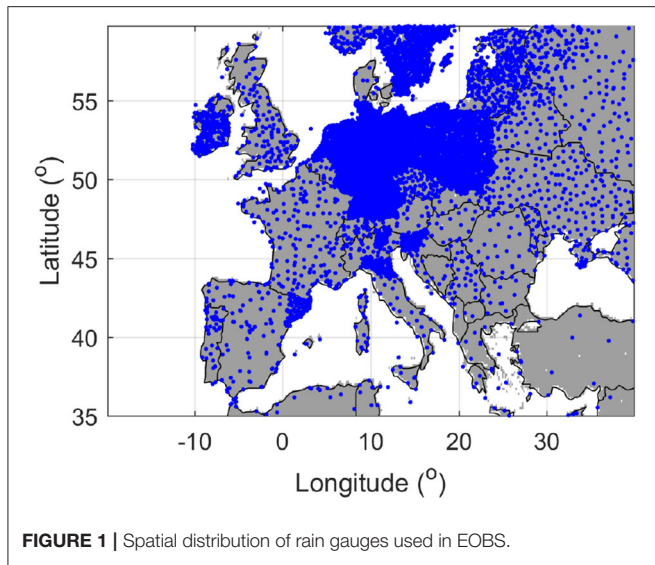 55
50
45
40
35
Latitude (°)
-10 0 10 20 30
Longitude (°)
FIGURE 1 | Spatial distribution of rain gauges used in EOBS.